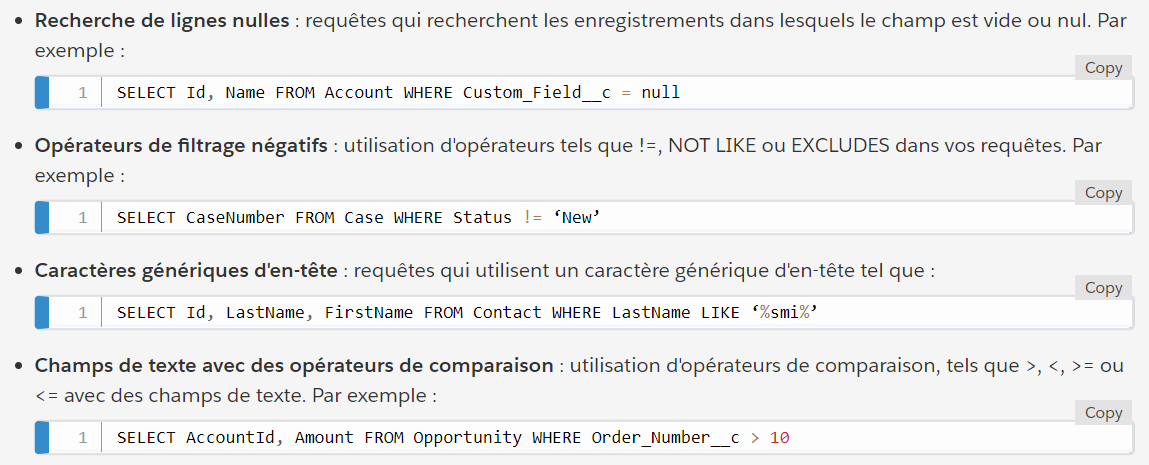 Recherche de lignes nulles : requêtes qui recherchent les enregistrements dans lesquels le champ est vide ou nul. Par
exemple :
Copy
1 SELECT Id, Name FROM Account WHERE Custom_Field__c = null
Opérateurs de filtrage négatifs : utilisation d'opérateurs tels que !=, NOT LIKE ou EXCLUDES dans vos requêtes. Par
exemple :
Copy
1 SELECT CaseNumber FROM Case WHERE Status != ‘New’
Caractères génériques d'en-tête : requêtes qui utilisent un caractère générique d'en-tête tel que :
Copy
1 SELECT Id, LastName, FirstName FROM Contact WHERE LastName LIKE ‘%smi%’
Champs de texte avec des opérateurs de comparaison : utilisation d'opérateurs de comparaison, tels que >, <, >= ou
<= avec des champs de texte. Par exemple :
Copy
1 SELECT AccountId, Amount FROM Opportunity WHERE Order_Number__c > 10